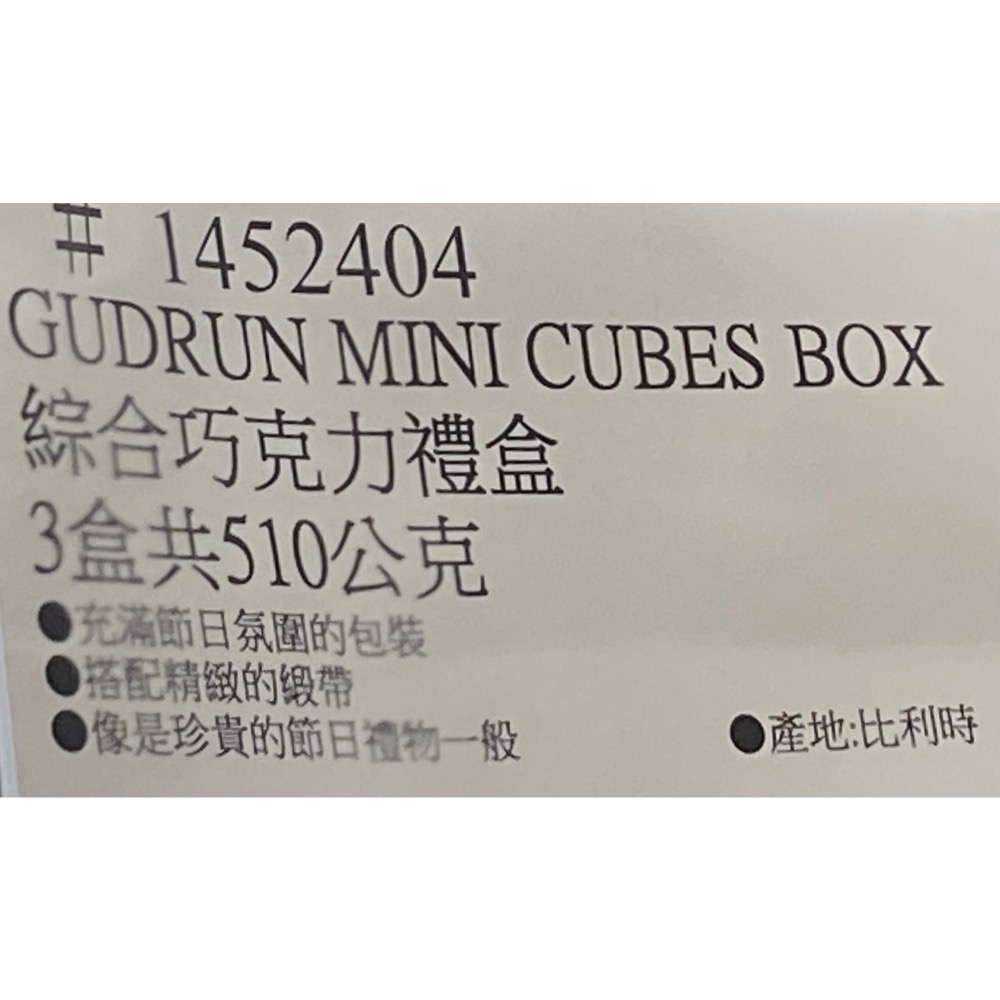 # 1452404
GUDRUN MINI CUBES BOX
綜合巧克力禮盒
3盒共510公克
●充滿節日氛圍的包裝
●搭配精緻的緞帶
●像是珍貴的節日禮物一般
●產地:比利時